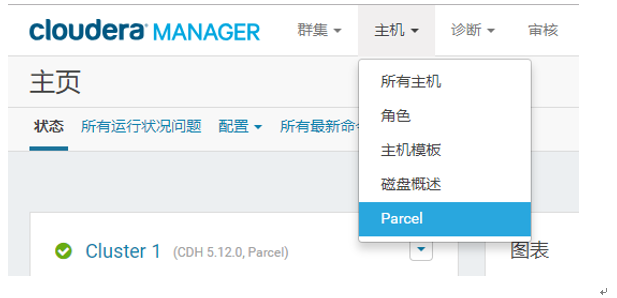 cloudera MANAGER 群集 主机 诊断 审核
主页
状态 所有运行状况问题 配置 所有最新命
所有主机
角色
主机模板
磁盘概述
Parcel
Cluster 1 (CDH 5.12.0, Parcel)
图表